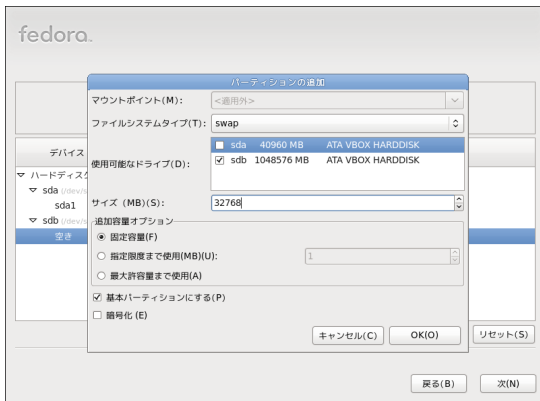 fedora
パーティションの追加
マウントポイント(M):
<適用外>
ファイルシステムタイプ(T):
swap
使用可能なドライブ(D):
sda 40960 MB ATA VBOX HARDDISK
sdb 1048576 MB ATA VBOX HARDDISK
サイズ (MB)(S):
32768
追加容量オプション
固定容量(F)
指定限度まで使用(MB)(U):
1
最大許容量まで使用(A)
基本パーティションにする(P)
暗号化 (E)
キャンセル(C)
OK(O)
デバイス
ハードディスク
sda (/dev/s
sda1
sdb (/dev/s
空き
リセット(S)
戻る(B)
次(N)